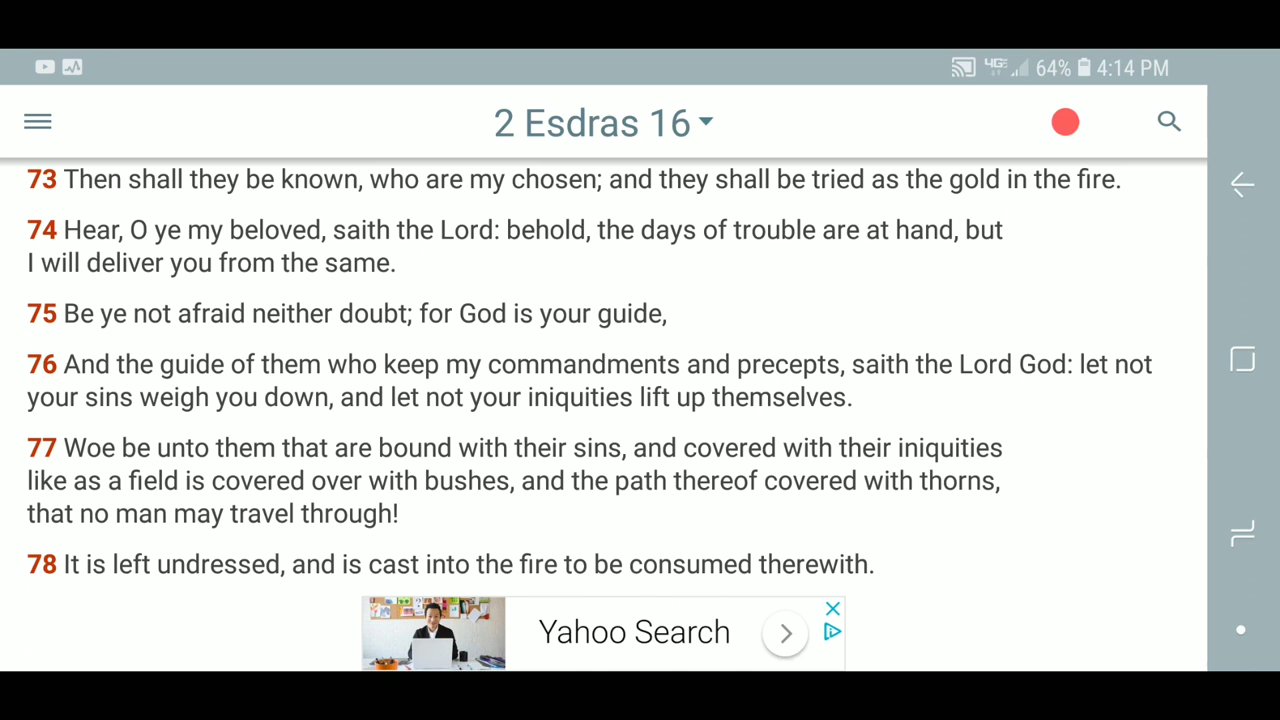 4GE 64% 4:14 PM
2 Esdras 16
73 Then shall they be known, who are my chosen; and they shall be tried as the gold in the fire.
74 Hear, O ye my beloved, saith the Lord: behold, the days of trouble are at hand, but
I will deliver you from the same.
75 Be ye not afraid neither doubt; for God is your guide,
76 And the guide of them who keep my commandments and precepts, saith the Lord God: let not
your sins weigh you down, and let not your iniquities lift up themselves.
77 Woe be unto them that are bound with their sins, and covered with their iniquities
like as a field is covered over with bushes, and the path thereof covered with thorns,
that no man may travel through!
78 It is left undressed, and is cast into the fire to be consumed therewith.
Yahoo Search